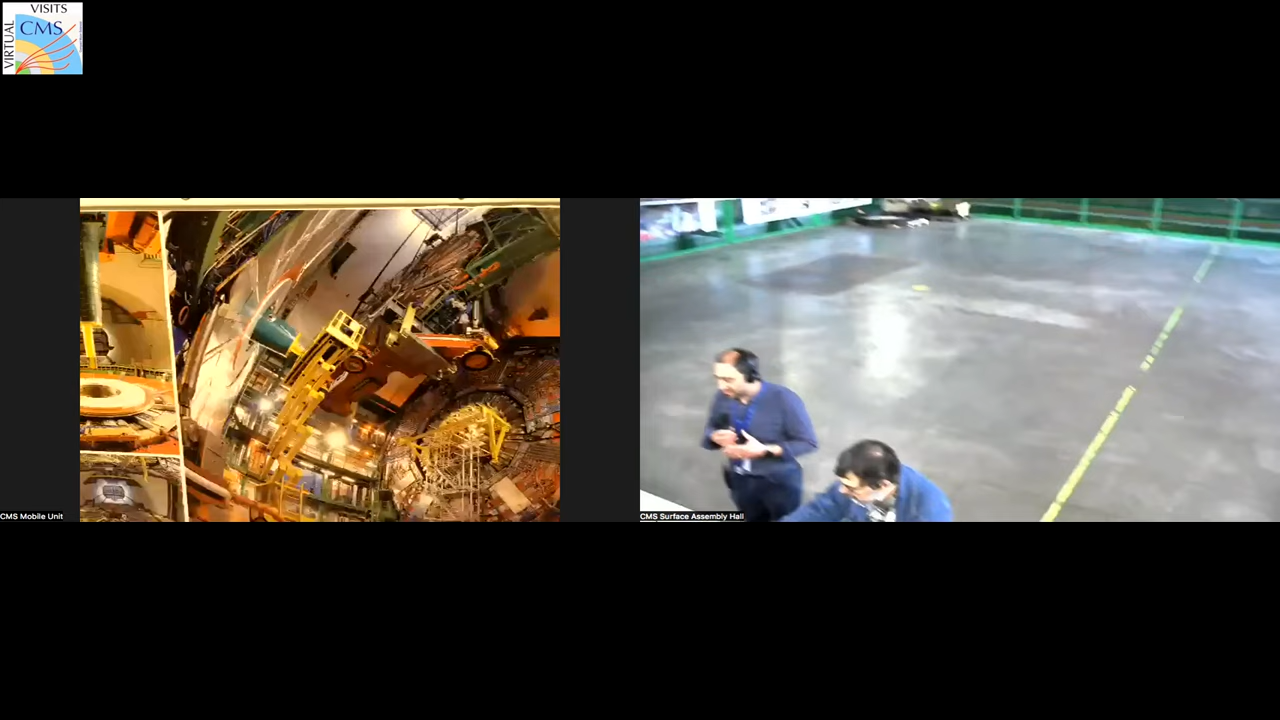 VISITS
CMS
VIRTUAL
CMS Mobile Unit
CMS Surface Assembly Hall